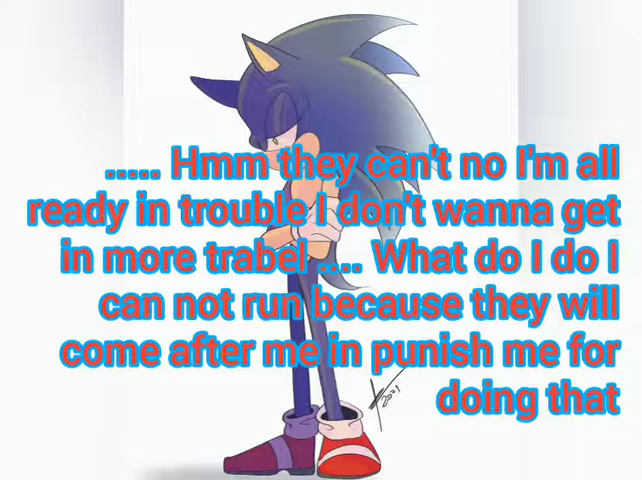 ..... Hmm they can't no I'm all
ready in trouble I don't wanna get
in more trabel .... What do I do I
can not run because they will
come after me in punish me for
doing that
2021